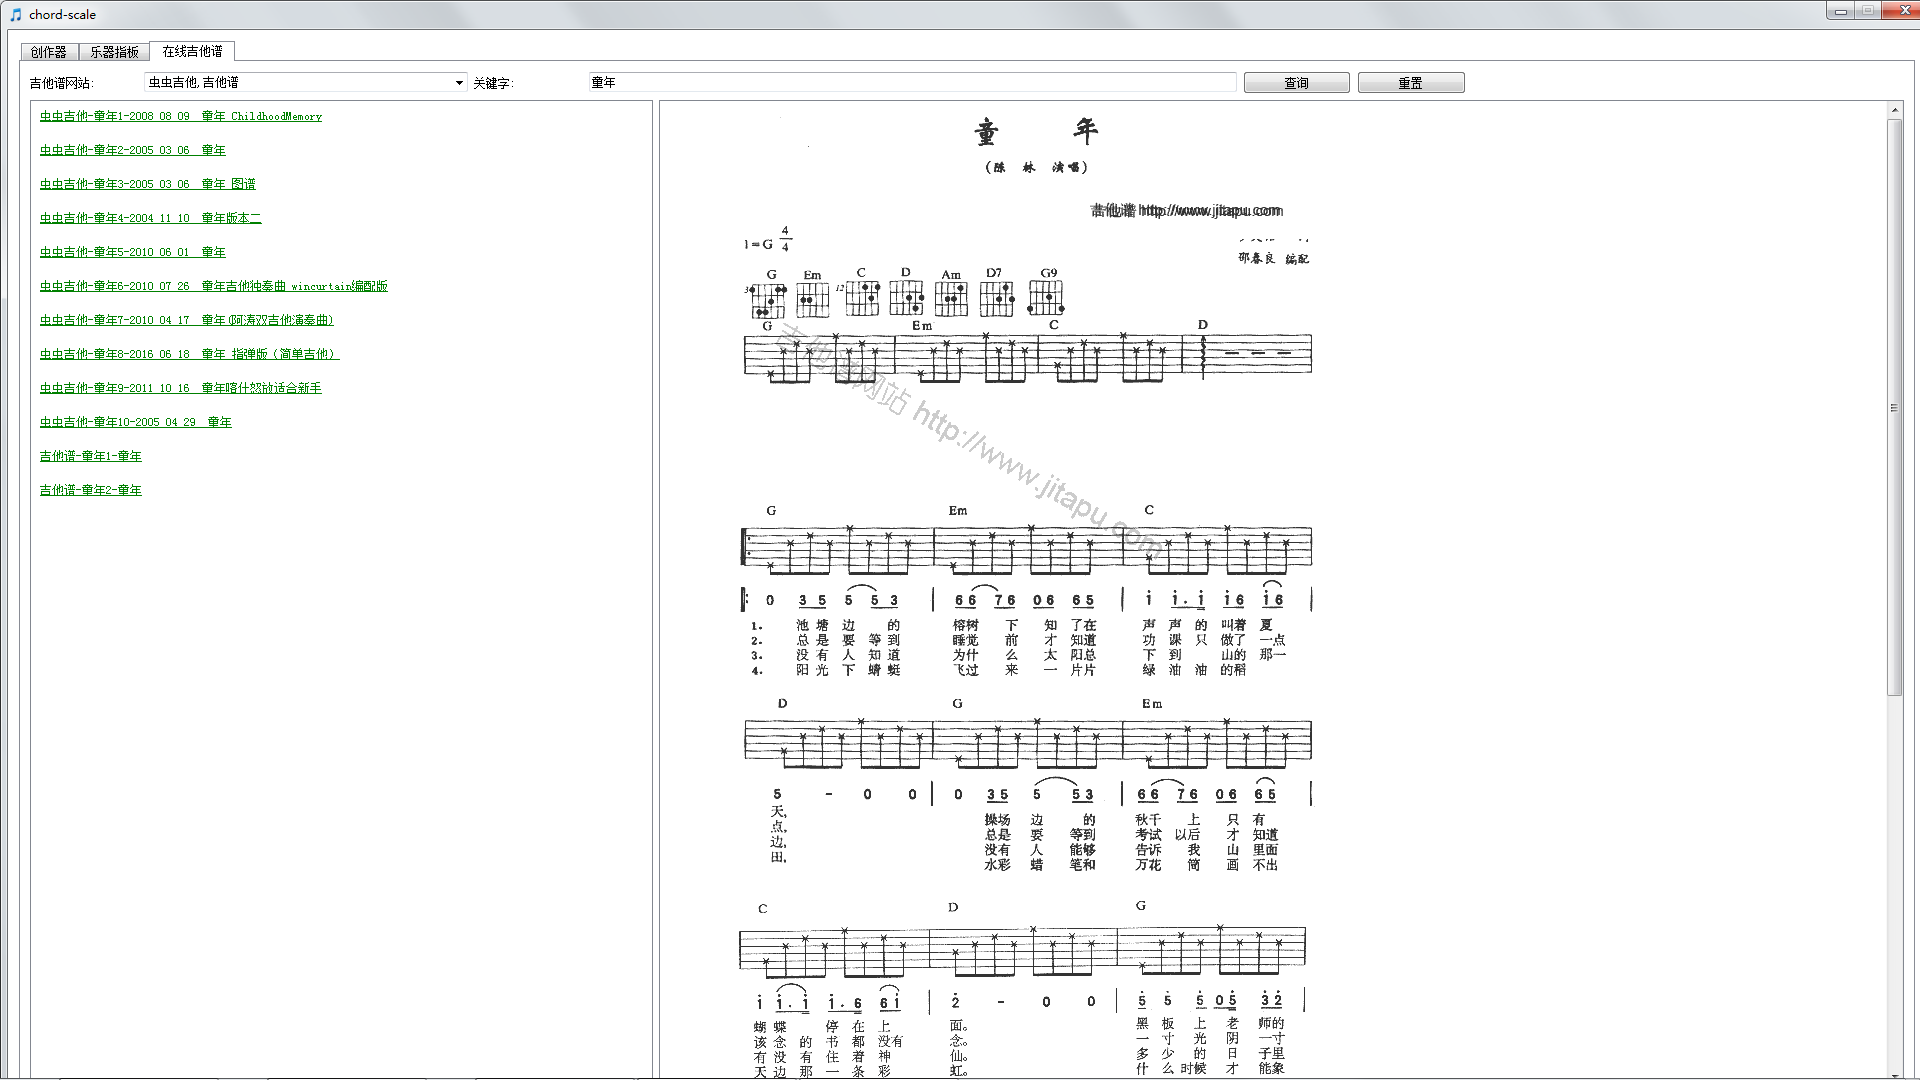 chord-scale
创作器 乐器指板 在线吉他谱
吉他谱网站: 虫虫吉他,吉他谱 关键字: 童年 查询 重置
虫虫吉他-童年1-2008 08 09 童年 ChildhoodMemory
虫虫吉他-童年2-2005 03 06 童年
虫虫吉他-童年3-2005 03 06 童年 图谱
虫虫吉他-童年4-2004 11 10 童年版本二
虫虫吉他-童年5-2010 06 01 童年
虫虫吉他-童年6-2010 07 26 童年吉他独奏曲 wincurtain编配版
虫虫吉他-童年7-2010 04 17 童年(阿涛双吉他演奏曲)
虫虫吉他-童年8-2016 06 18 童年 指弹版（简单吉他）
虫虫吉他-童年9-2011 10 16 童年喀什怒放适合新手
虫虫吉他-童年10-2005 04 29 童年
吉他谱-童年1-童年
吉他谱-童年2-童年
童 年
(陈 林 演唱)
吉他谱 http://www.jitapu.com
1=G 4/4
邵春良 编配
G Em C D Am D7 G9
3 12
G Em C D
吉他谱网站 http://www.jitapu.com
G Em C
0 3 5 5 5 3 6 6 7 6 0 6 6 5 i i. i i 6 i 6
1. 池 塘 边 的 榕树 下 知 了在 声 声 的 叫着 夏
2. 总 是 要 等 到 睡觉 前 才 知道 功 课 只 做了 一点
3. 没 有 人 知 道 为什 么 太 阳总 下 到 山的 那一
4. 阳 光 下 蜻 蜓 飞过 来 一 片片 绿 油 油 的稻
D G Em
5 - 0 0 0 3 5 5 5 3 6 6 7 6 0 6 6 5
天, 操场 边 的 秋千 上 只 有
点, 总是 要 等到 考试 以后 才 知道
边, 没有 人 能够 告诉 我 山 里面
田, 水彩 蜡 笔和 万花 筒 画 不出
C D G
i i. i i. 6 6 i 2 - 0 0 5 5 5 0 5 3 2
蝴 蝶 停 在 上 面。 黑 板 上 老 师的
该 念 的 书 都 没有 念。 一 寸 光 阴 一寸
有 没 有 住 着 神 仙。 多 少 的 日 子里
天 边 那 一 条 彩 虹。 什 么 时候 才 能象